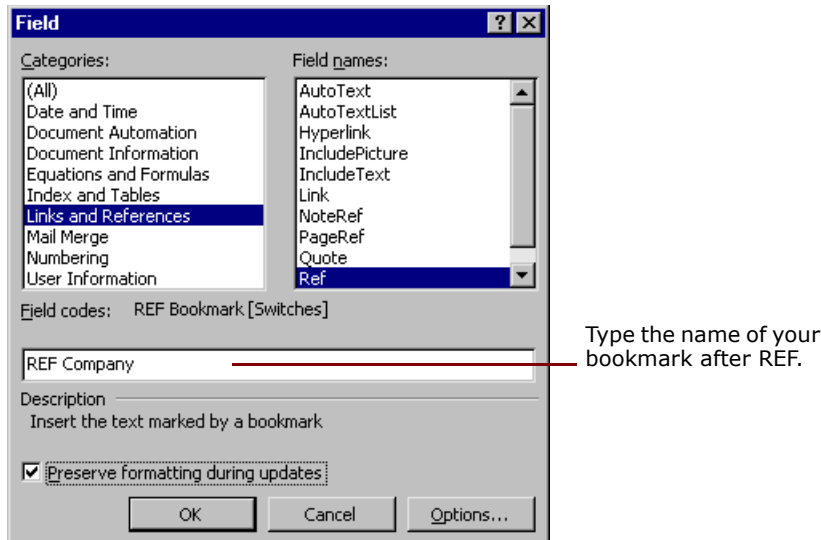 Field
Categories:
Field names:
(All)
Date and Time
Document Automation
Document Information
Equations and Formulas
Index and Tables
Links and References
Mail Merge
Numbering
User Information
AutoText
AutoTextList
Hyperlink
IncludePicture
IncludeText
Link
NoteRef
PageRef
Quote
Ref
Field codes: REF Bookmark [Switches]
REF Company
Type the name of your
bookmark after REF.
Description
Insert the text marked by a bookmark
Preserve formatting during updates
OK
Cancel
Options...